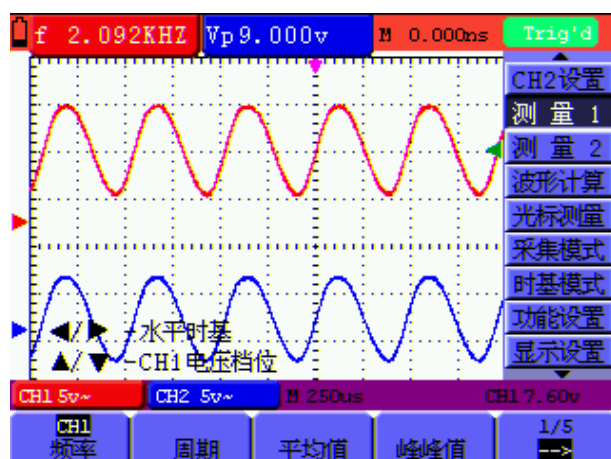 f 2.092KHZ Vp9.000v M 0.000ns Trig'd
CH2设置
测 量 1
测 量 2
波形计算
光标测量
采集模式
时基模式
功能设置
显示设置
◀/▶ -水平时基
▲/▼ -CH1电压档位
CH1 5v~ CH2 5v~ M 250us CH1 7.60v
CH1
频率 周期 平均值 峰峰值 1/5
-->